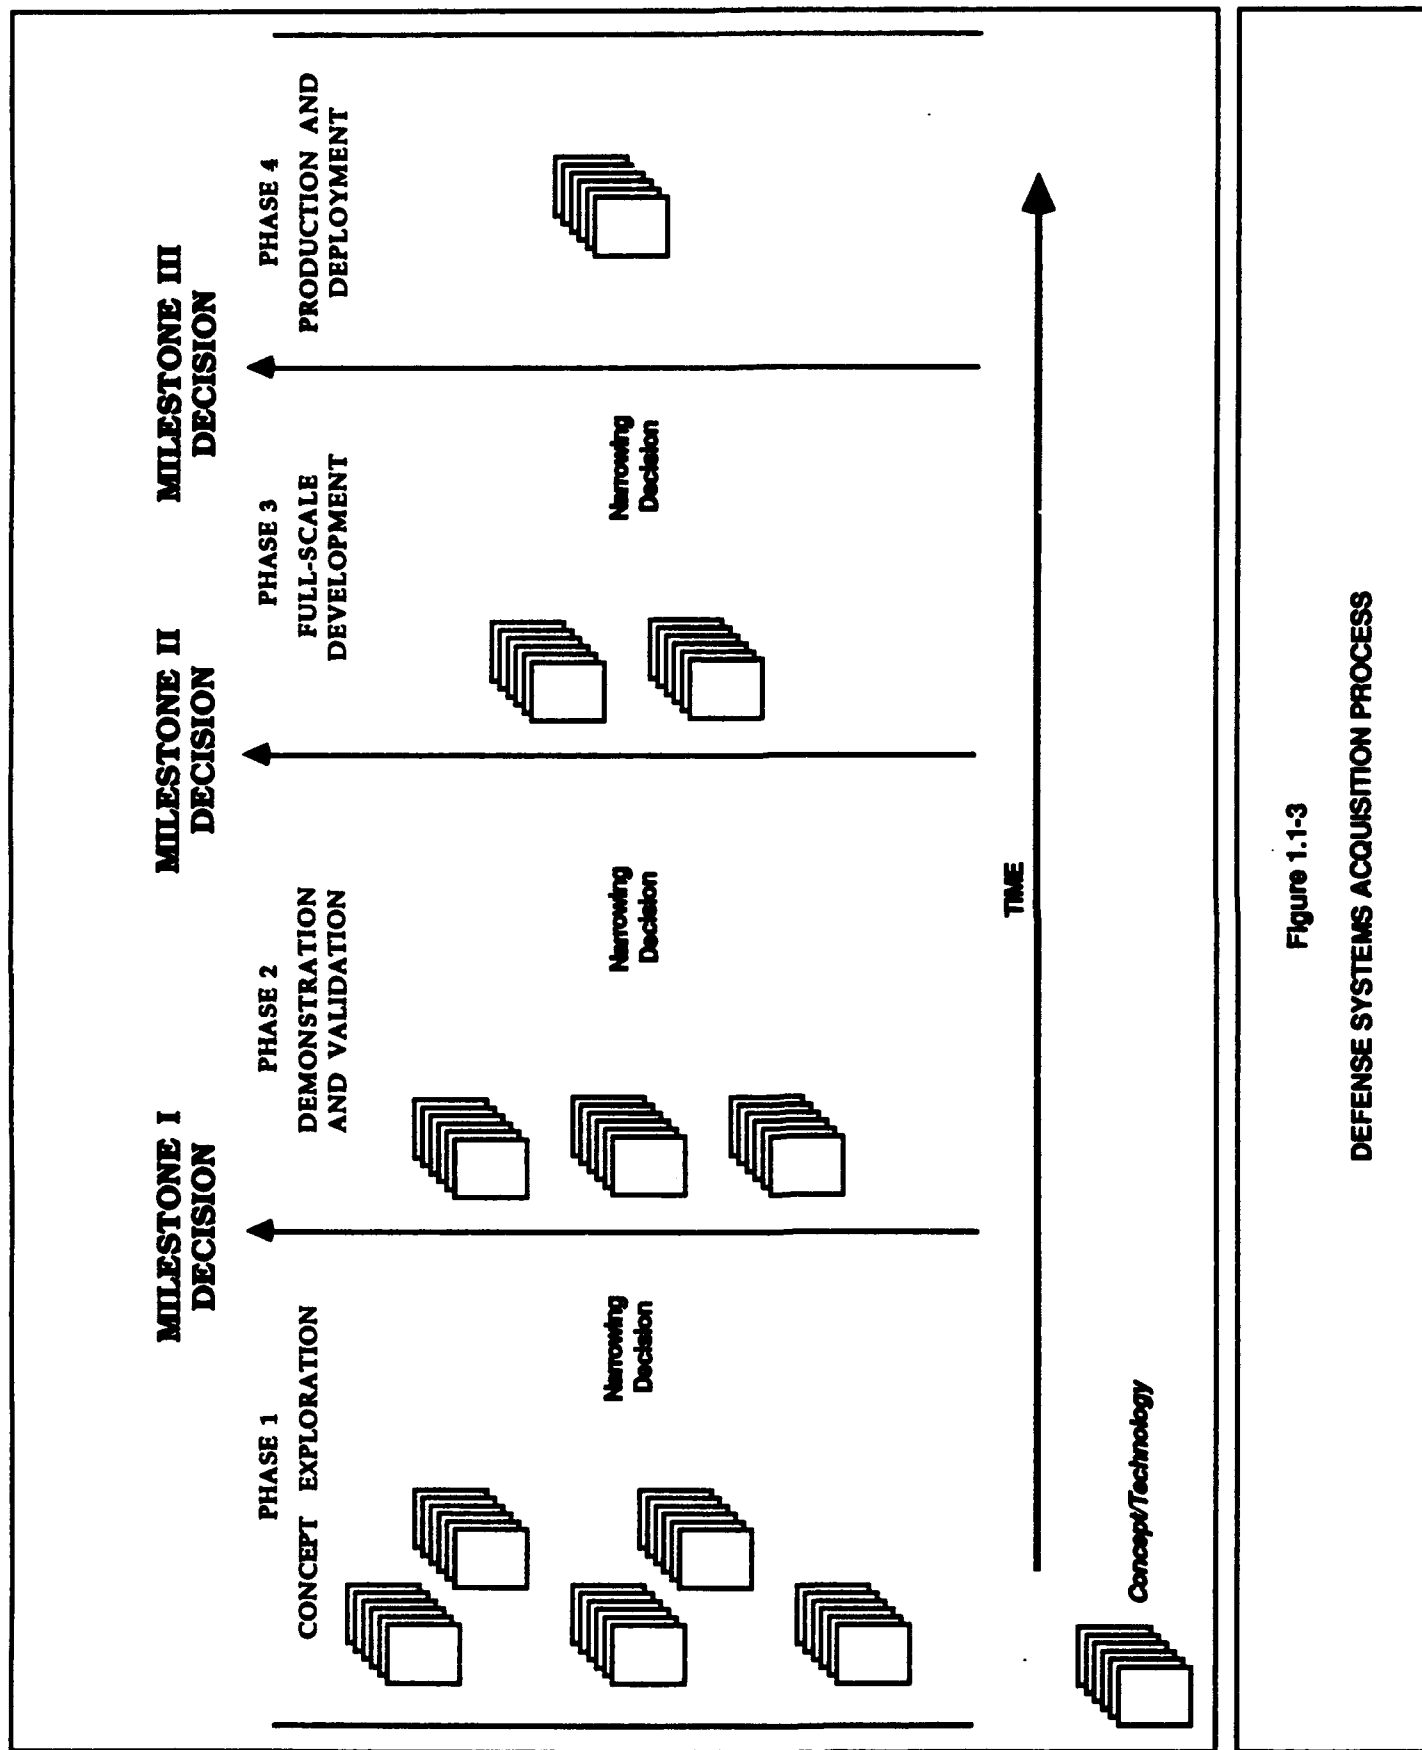 MILESTONE I
DECISION
MILESTONE II
DECISION
MILESTONE III
DECISION
PHASE 1
CONCEPT EXPLORATION
PHASE 2
DEMONSTRATION
AND VALIDATION
PHASE 3
FULL-SCALE
DEVELOPMENT
PHASE 4
PRODUCTION AND
DEPLOYMENT
Narrowing
Decision
Narrowing
Decision
Narrowing
Decision
TIME
Concept/Technology
Figure 1.1-3
DEFENSE SYSTEMS ACQUISITION PROCESS